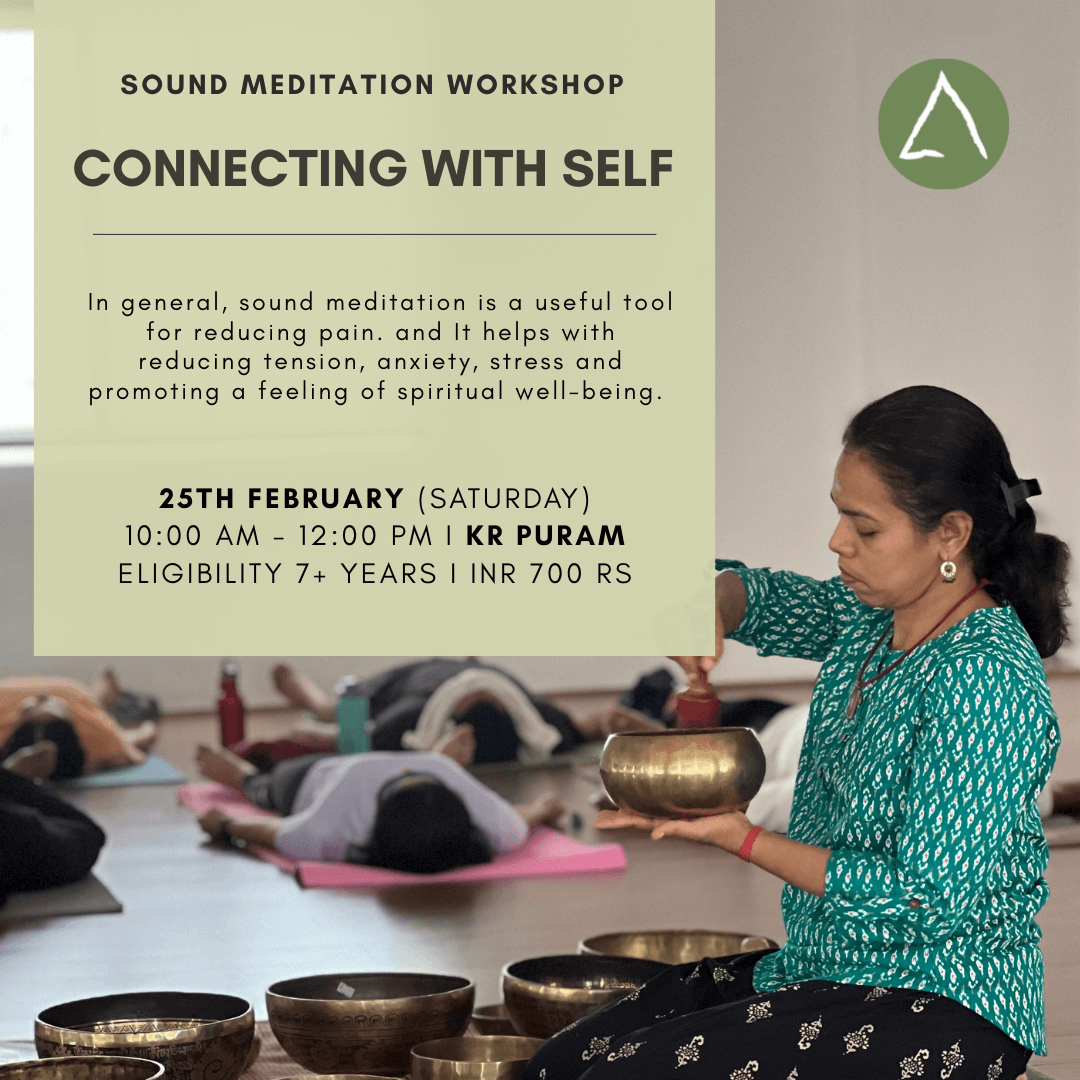 SOUND MEDITATION WORKSHOP
CONNECTING WITH SELF
In general, sound meditation is a useful tool
for reducing pain. and It helps with
reducing tension, anxiety, stress and
promoting a feeling of spiritual well-being.
25TH FEBRUARY (SATURDAY)
10:00 AM - 12:00 PM I KR PURAM
ELIGIBILITY 7+ YEARS I INR 700 RS